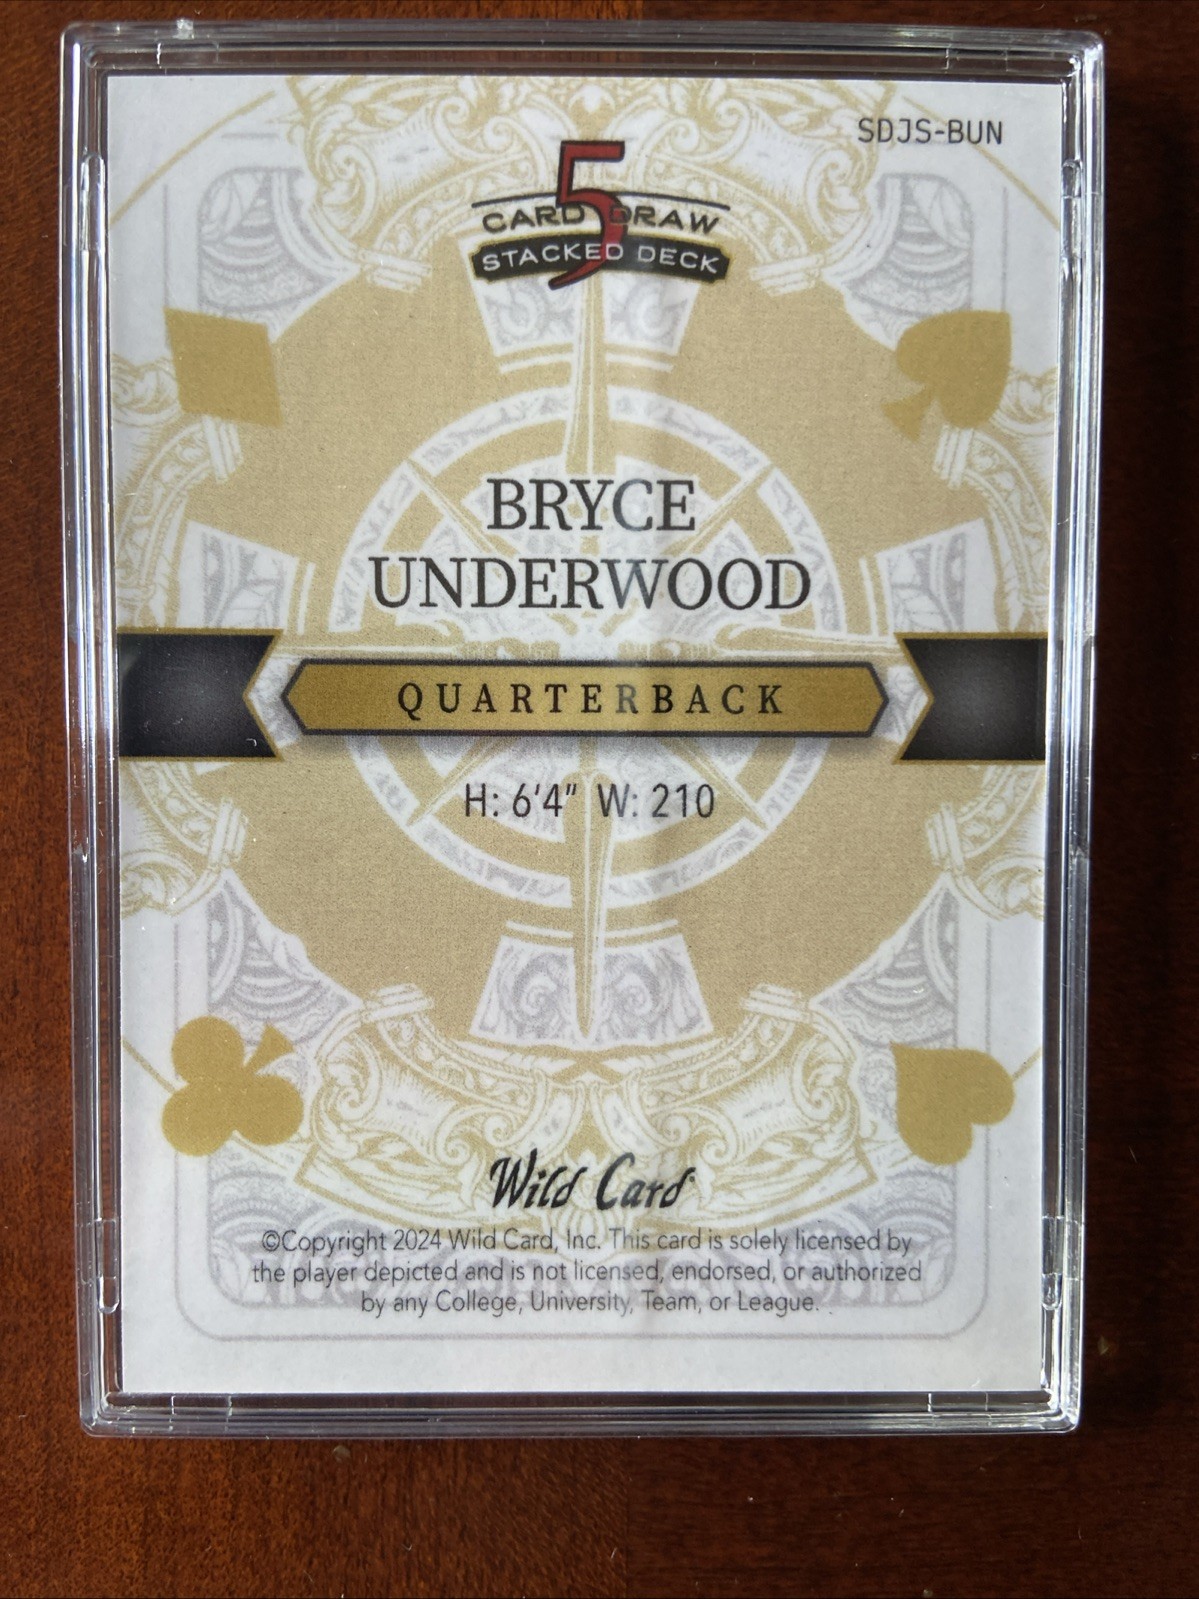 SDJS-BUN
5
CARD DRAW
STACKED DECK
BRYCE
UNDERWOOD
QUARTERBACK
H: 6'4" W: 210
Wild Card
©Copyright 2024 Wild Card, Inc. This card is solely licensed by
the player depicted and is not licensed, endorsed, or authorized
by any College, University, Team, or League.